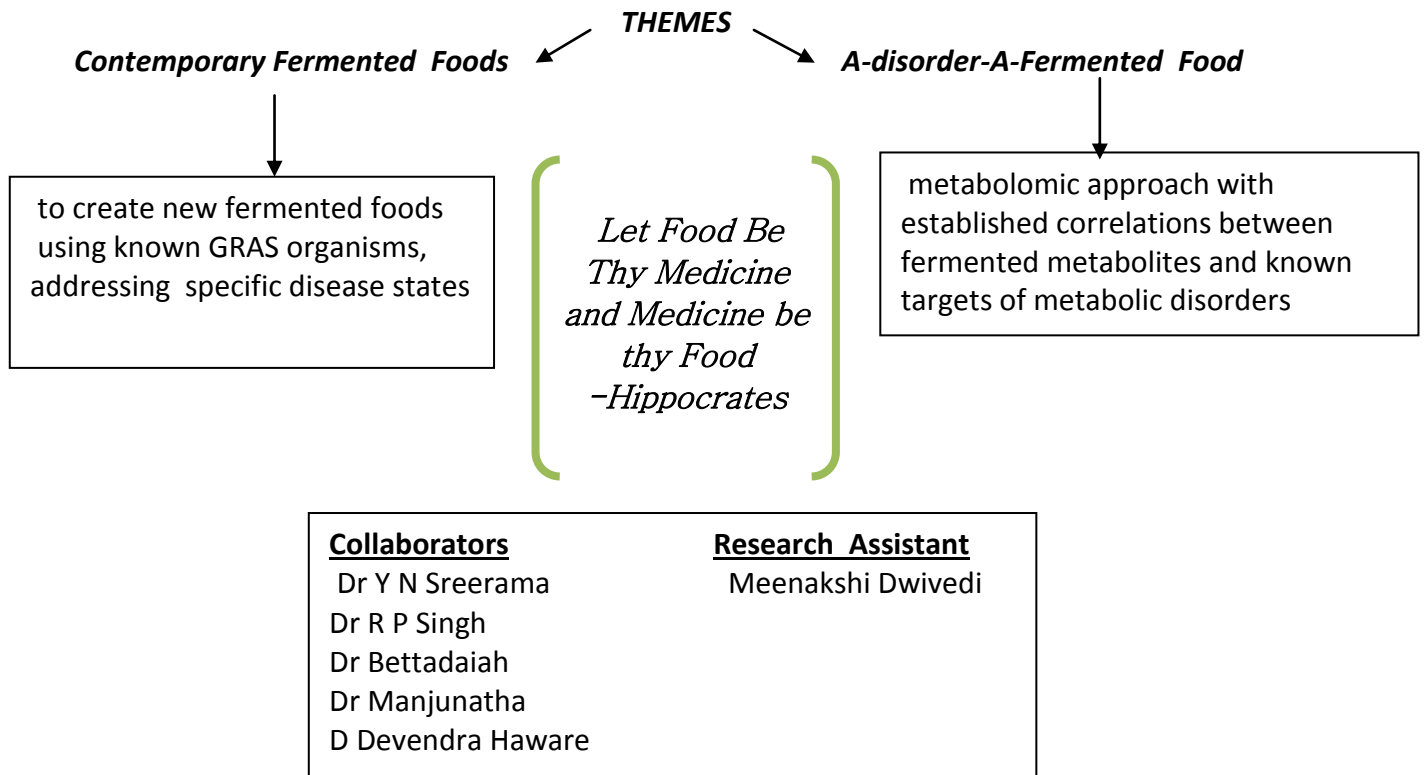 THEMES
Contemporary Fermented Foods
A-disorder-A-Fermented Food
to create new fermented foods
using known GRAS organisms,
addressing specific disease states
Let Food Be
Thy Medicine
and Medicine be
thy Food
-Hippocrates
metabolomic approach with
established correlations between
fermented metabolites and known
targets of metabolic disorders
Collaborators
Dr Y N Sreerama
Dr R P Singh
Dr Bettadaiah
Dr Manjunatha
D Devendra Haware
Research Assistant
Meenakshi Dwivedi